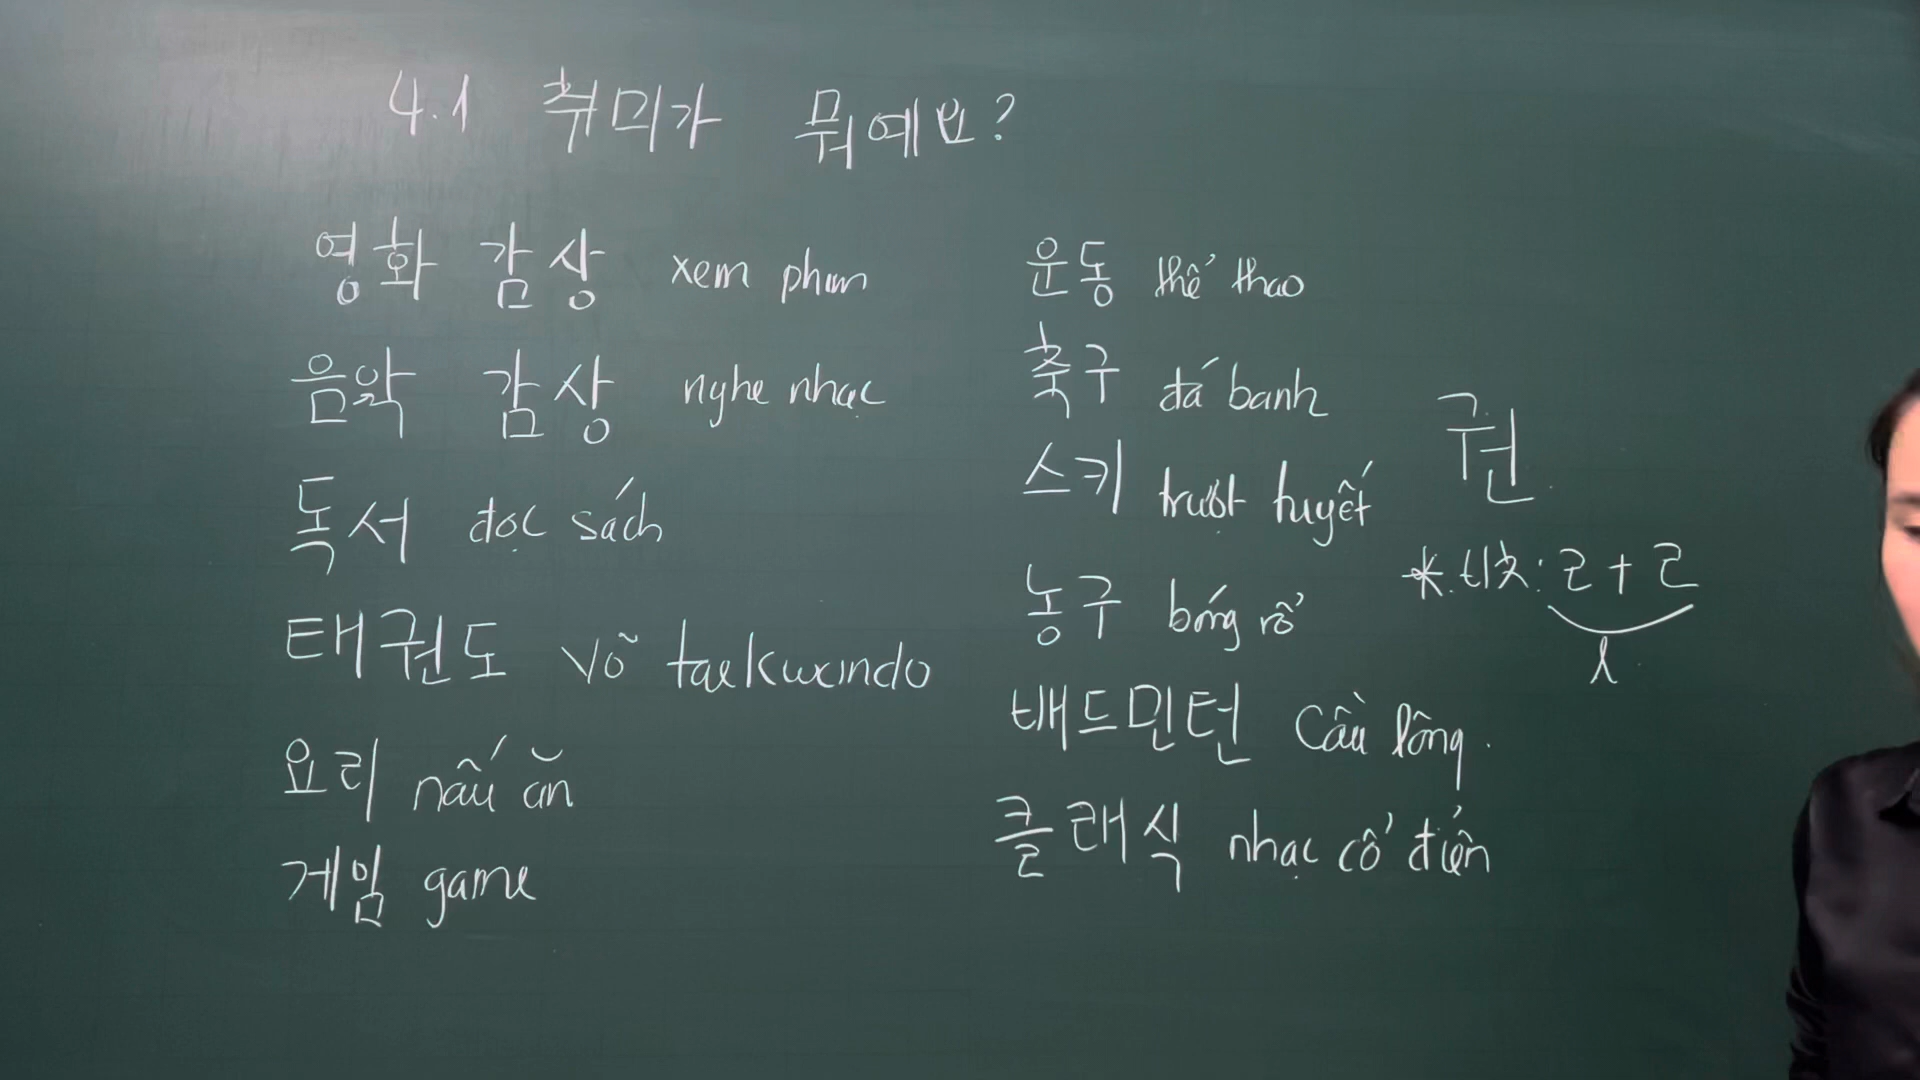 4.1 취미가 뭐예요?
영화 감상 xem phim
음악 감상 nghe nhạc
독서 đọc sách
태권도 võ taekwondo
요리 nấu ăn
게임 game
운동 thể thao
축구 đá banh
스키 trượt tuyết
농구 bóng rổ
배드민턴 Cầu lông.
클래식 nhạc cổ điển
권
*.ㅂㅊ: ㄹ + ㄹ
l